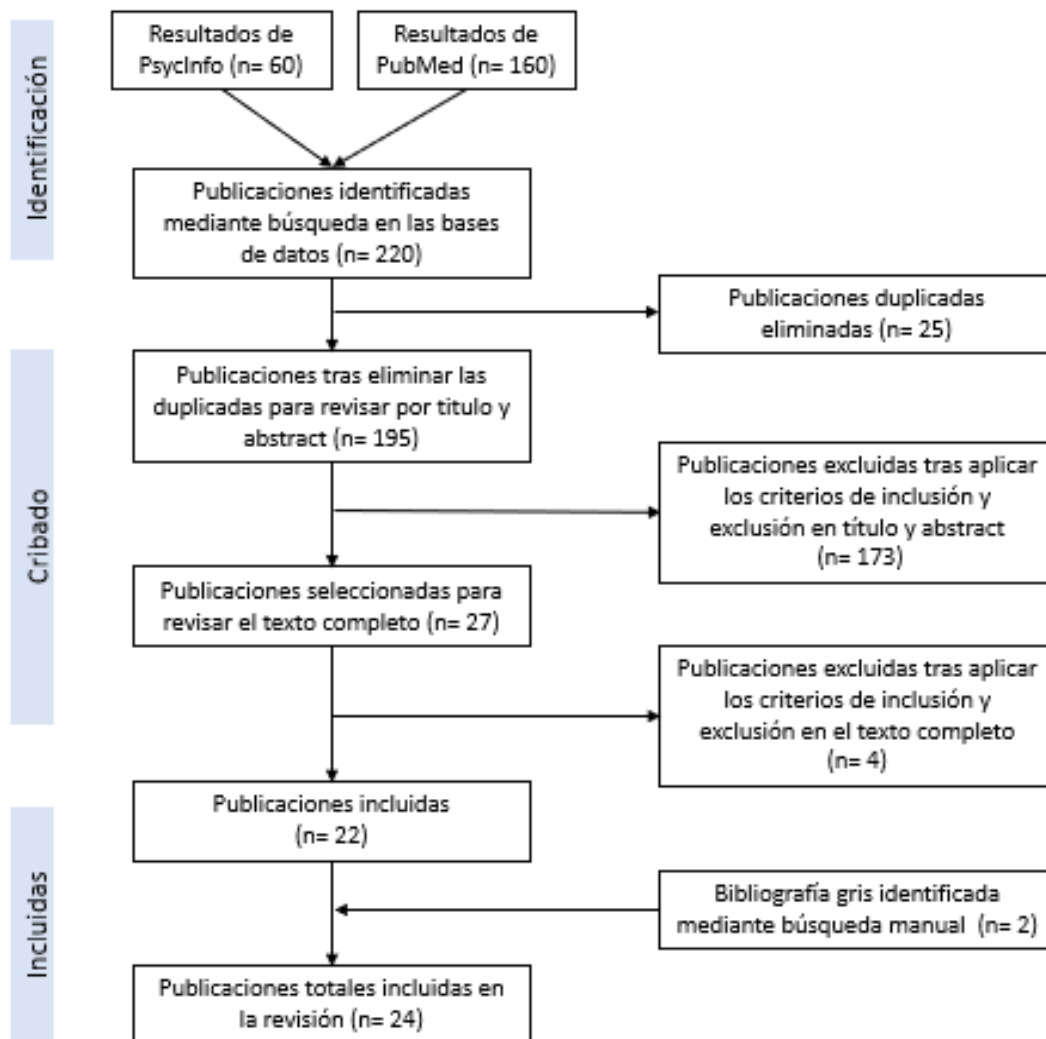 Identificación
Resultados de
PsycInfo (n= 60)
Resultados de
PubMed (n= 160)
Publicaciones identificadas
mediante búsqueda en las bases
de datos (n= 220)
Publicaciones duplicadas
eliminadas (n= 25)
Cribado
Publicaciones tras eliminar las
duplicadas para revisar por titulo y
abstract (n= 195)
Publicaciones excluidas tras aplicar
los criterios de inclusión y
exclusión en título y abstract
(n= 173)
Publicaciones seleccionadas para
revisar el texto completo (n= 27)
Publicaciones excluidas tras aplicar
los criterios de inclusión y
exclusión en el texto completo
(n= 4)
Incluidas
Publicaciones incluidas
(n= 22)
Bibliografía gris identificada
mediante búsqueda manual (n= 2)
Publicaciones totales incluidas en
la revisión (n= 24)